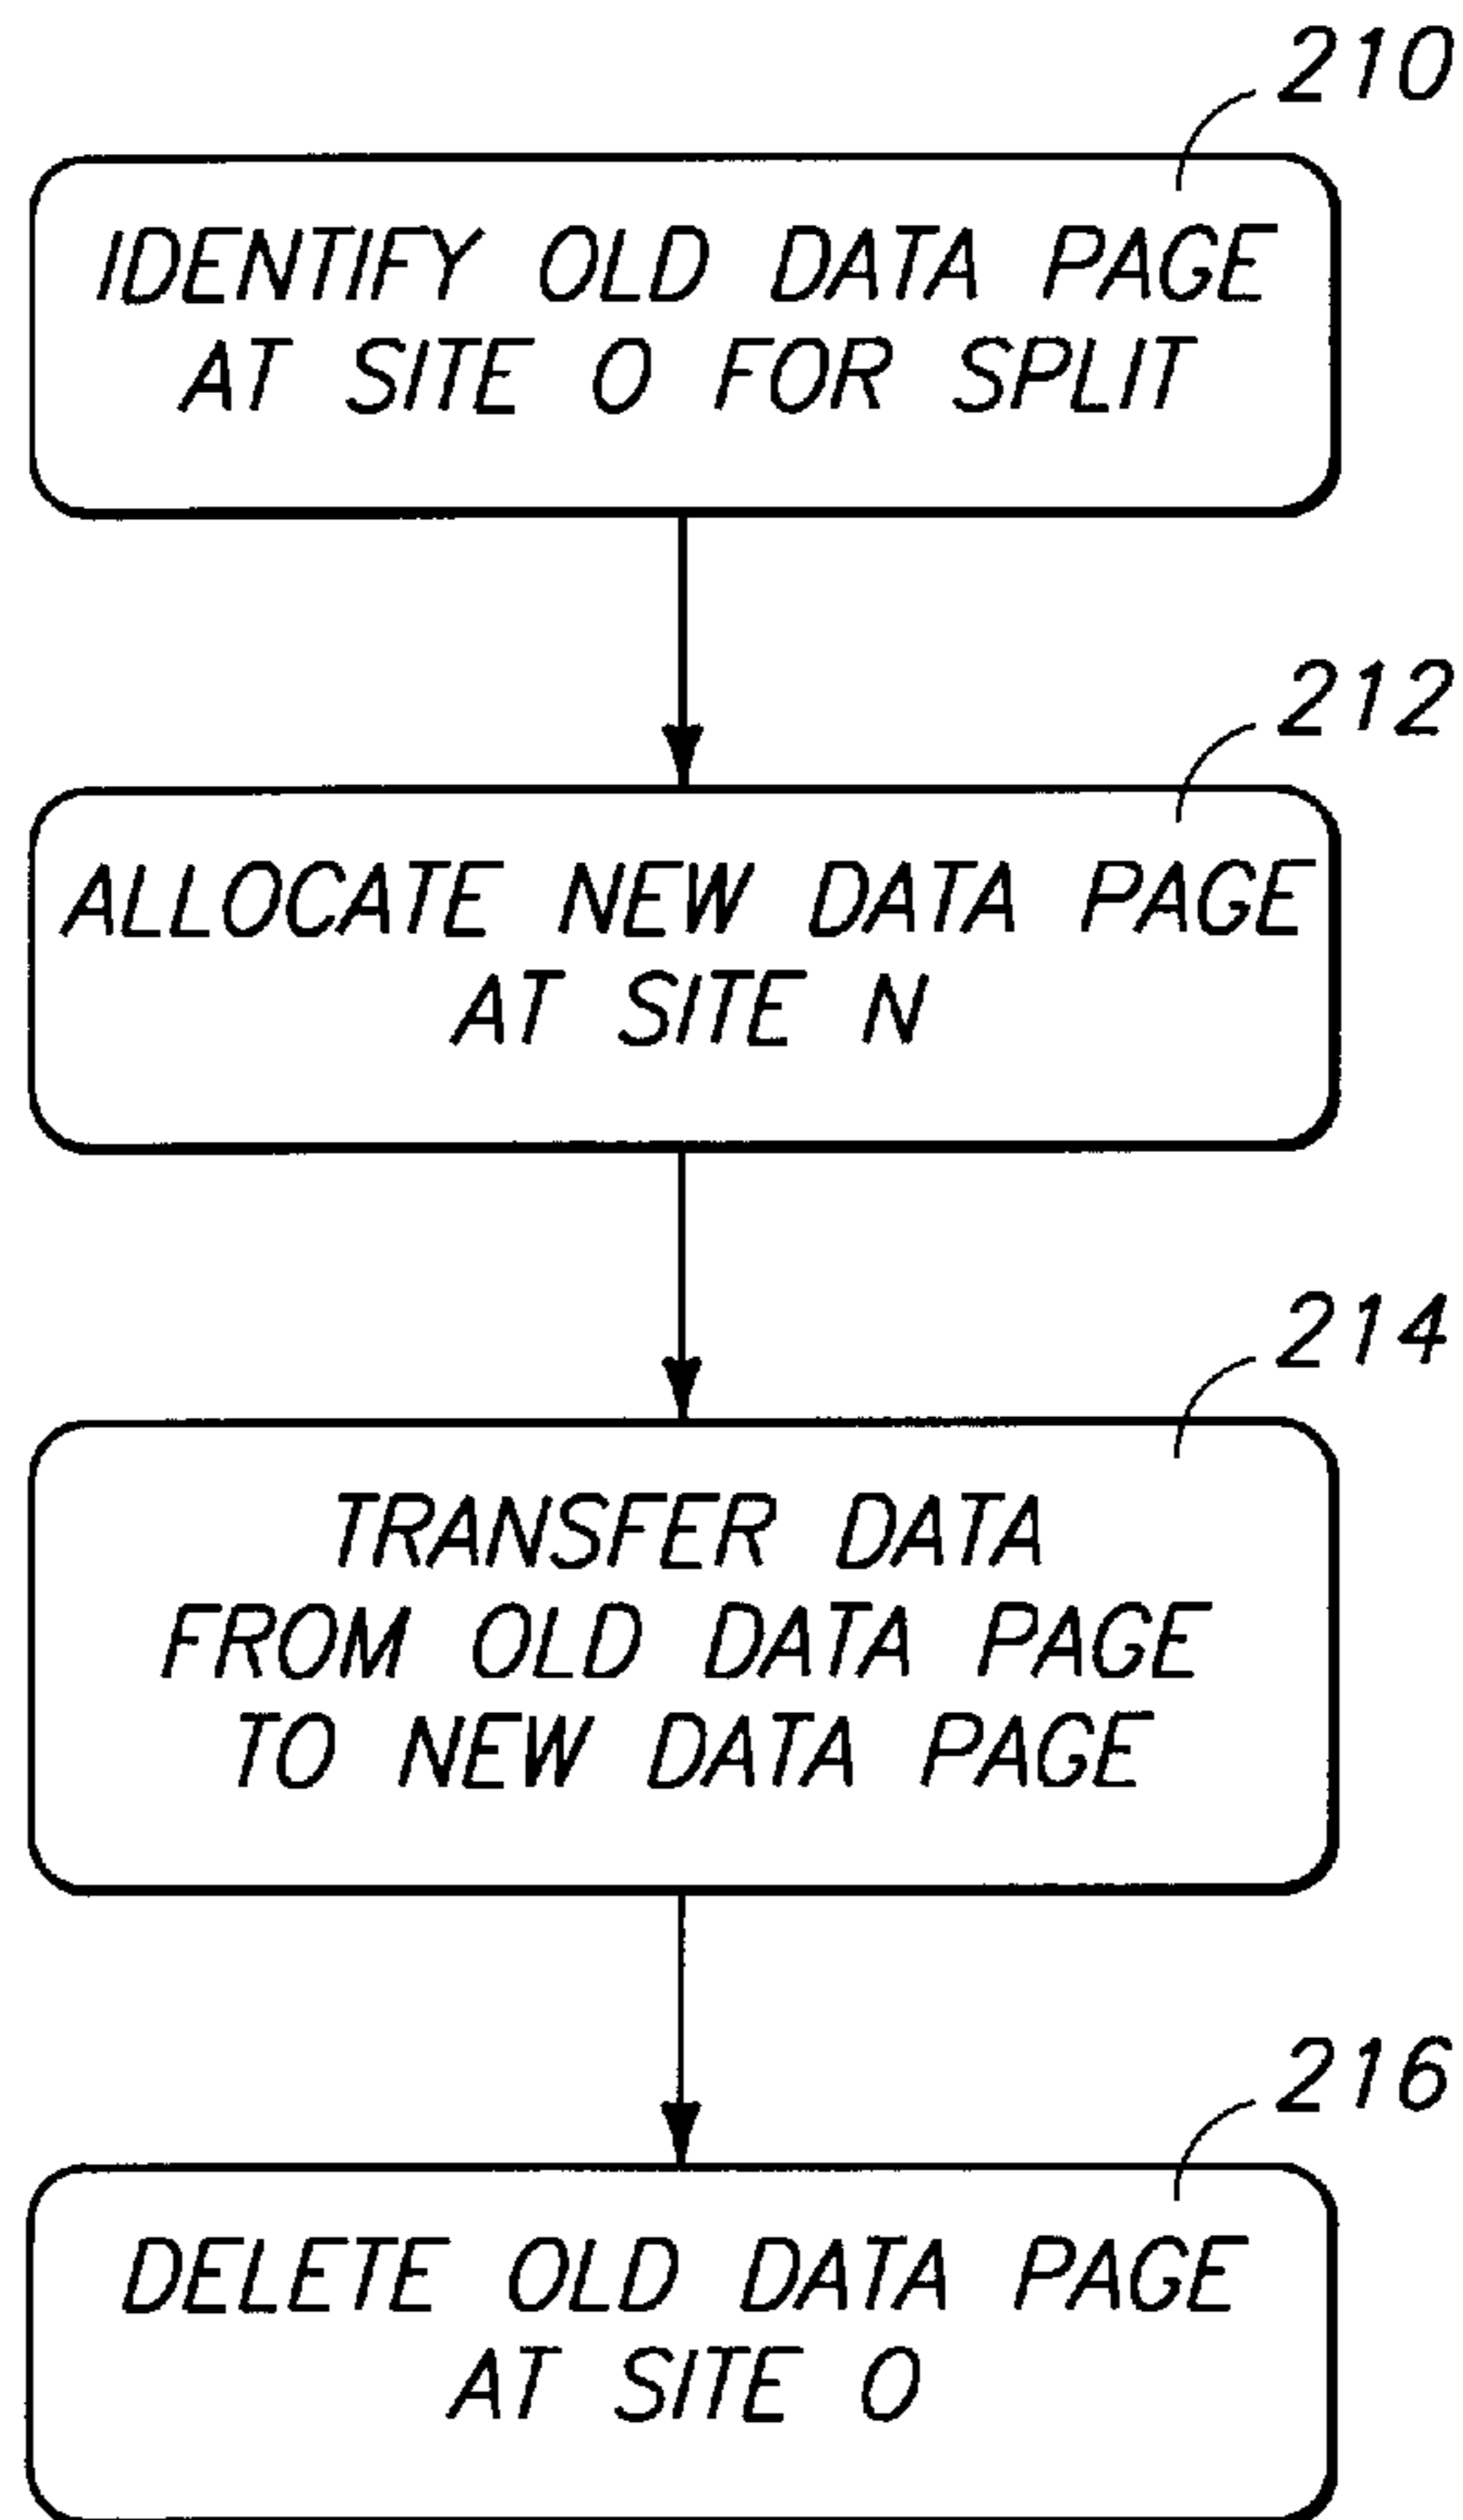 210
IDENTIFY OLD DATA PAGE
AT SITE O FOR SPLIT
212
ALLOCATE NEW DATA PAGE
AT SITE N
214
TRANSFER DATA
FROM OLD DATA PAGE
TO NEW DATA PAGE
216
DELETE OLD DATA PAGE
AT SITE O